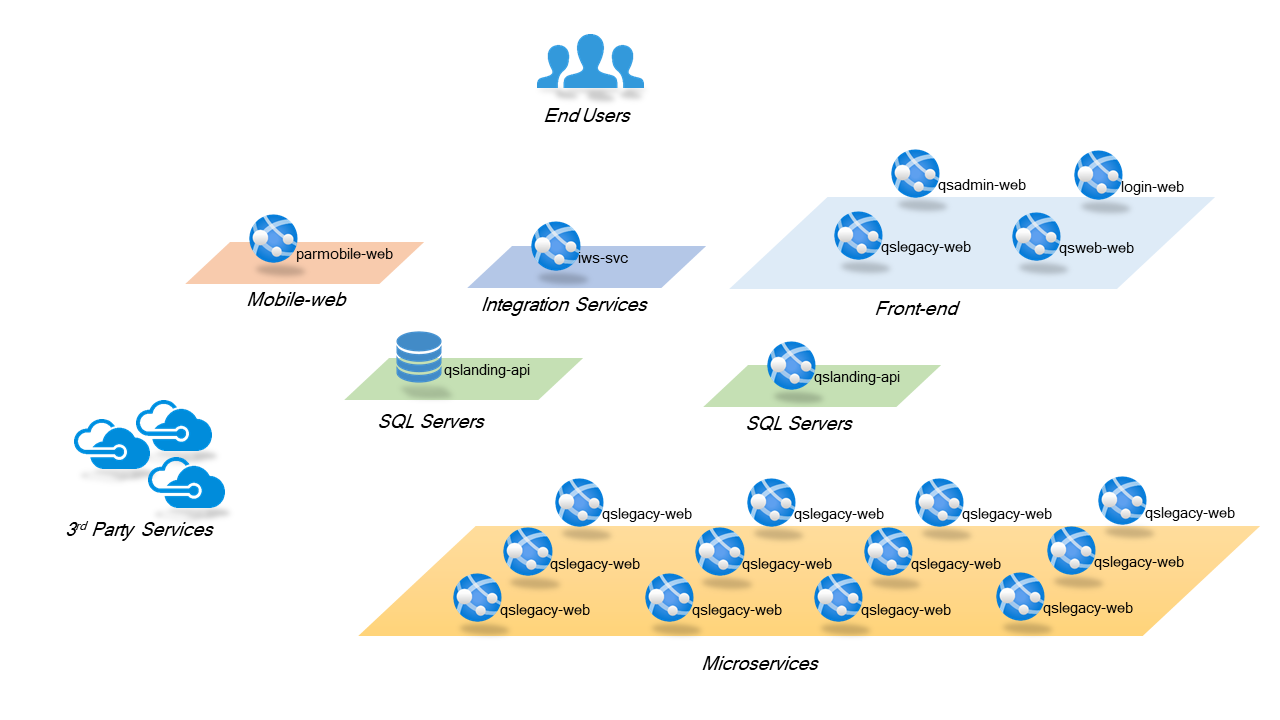 End Users
qsadmin-web
login-web
parmobile-web
iws-svc
qslegacy-web
qsweb-web
Mobile-web
Integration Services
Front-end
qslanding-api
qslanding-api
SQL Servers
SQL Servers
3rd Party Services
qslegacy-web
qslegacy-web
qslegacy-web
qslegacy-web
qslegacy-web
qslegacy-web
qslegacy-web
qslegacy-web
qslegacy-web
qslegacy-web
qslegacy-web
qslegacy-web
Microservices